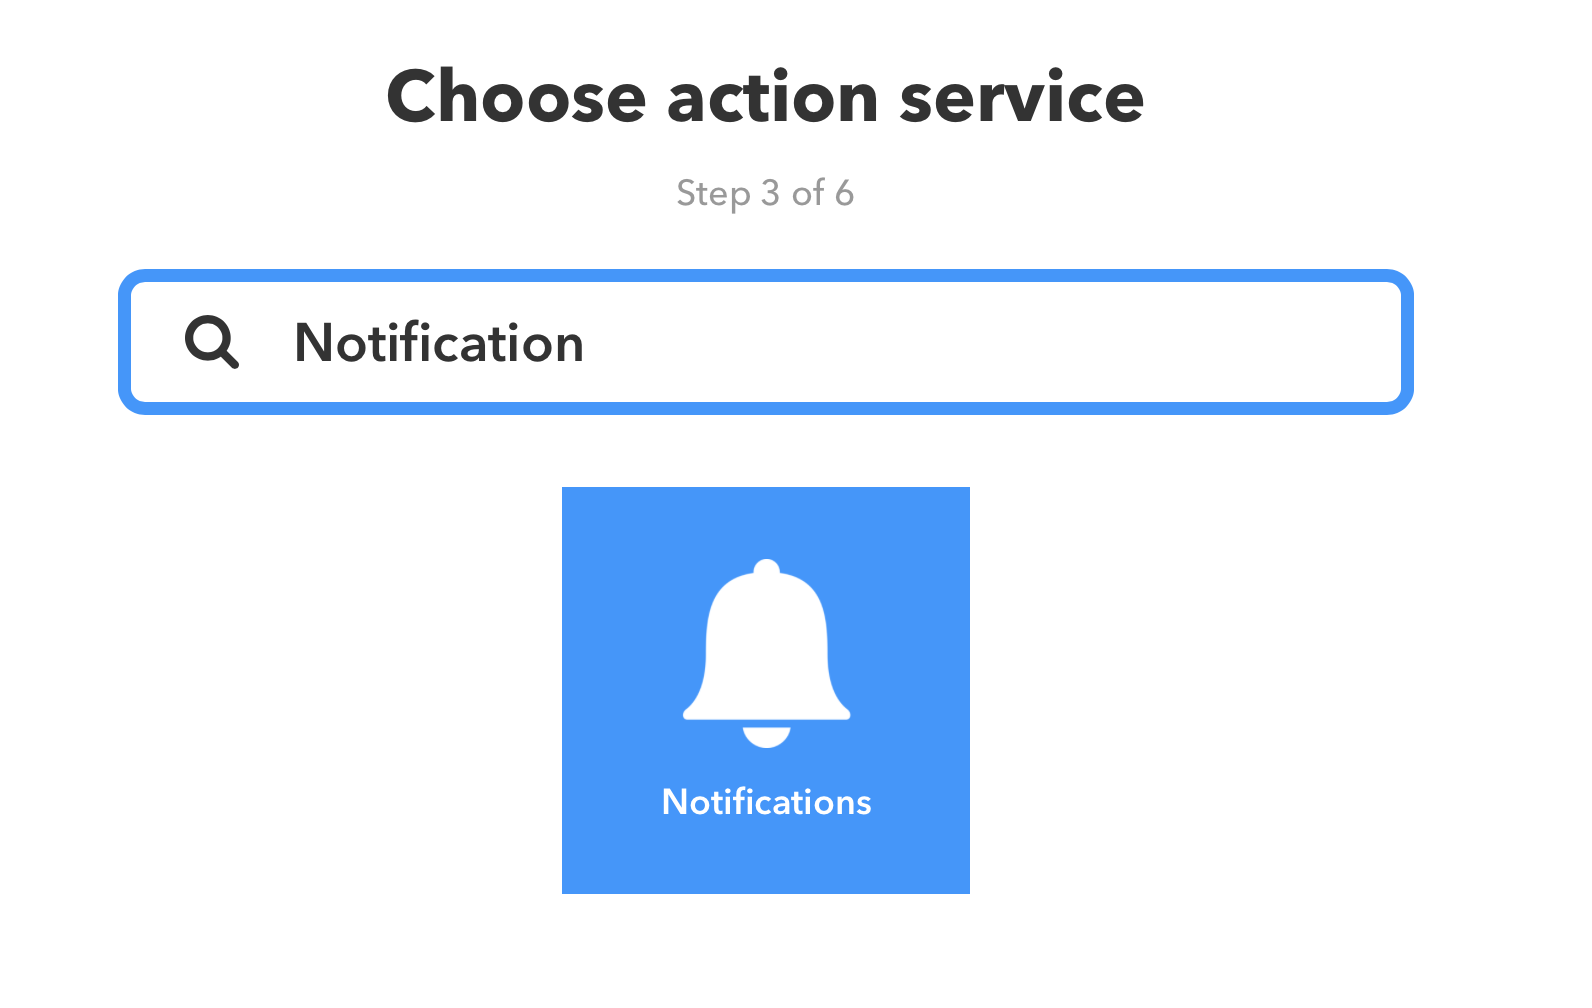 Choose action service
Step 3 of 6
Notification
Notifications